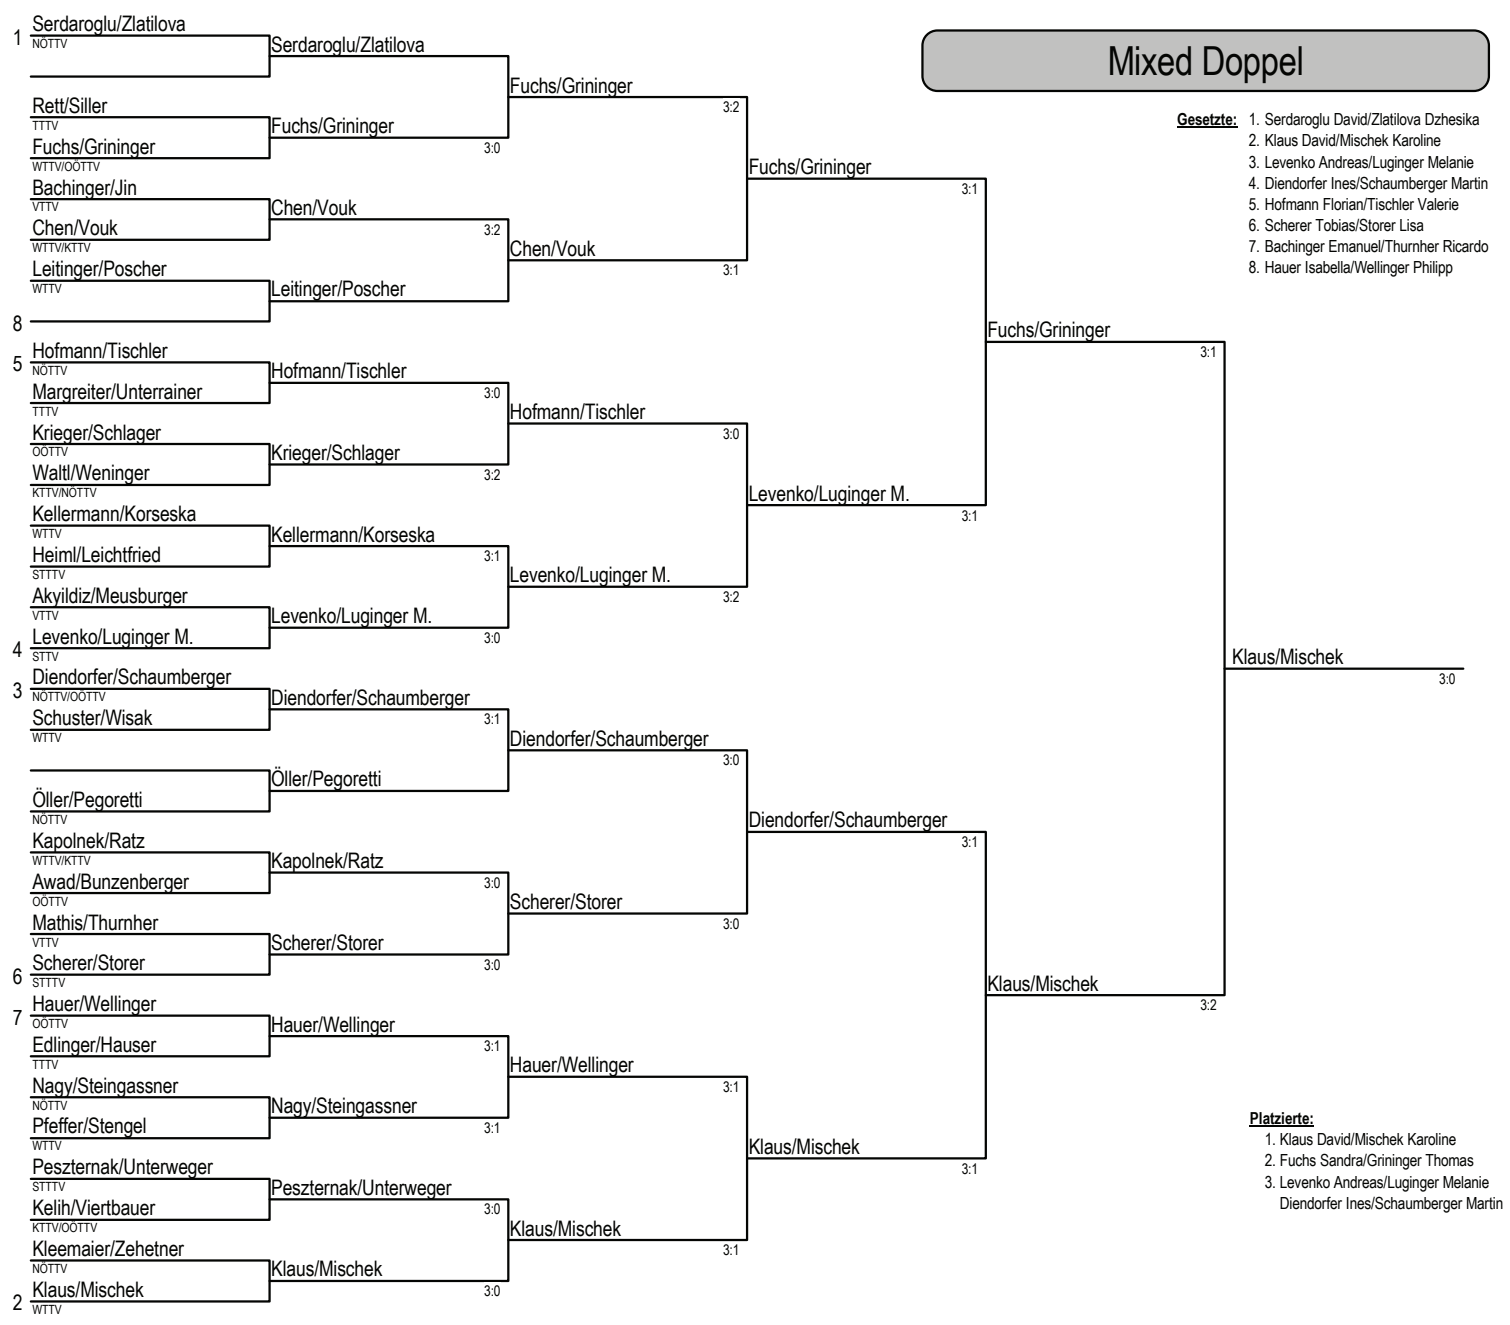 Mixed Doppel
Gesetzte:
1. Serdaroglu David/Zlatilova Dzhesika
2. Klaus David/Mischek Karoline
3. Levenko Andreas/Luginger Melanie
4. Diendorfer Ines/Schaumberger Martin
5. Hofmann Florian/Tischler Valerie
6. Scherer Tobias/Storer Lisa
7. Bachinger Emanuel/Thurnher Ricardo
8. Hauer Isabella/Wellinger Philipp
1
Serdaroglu/Zlatilova
NÖTTV
Rett/Siller
TTTV
Fuchs/Grininger
WTTV/OÖTTV
Bachinger/Jin
VTTV
Chen/Vouk
WTTV/KTTV
Leitinger/Poscher
WTTV
8
5
Hofmann/Tischler
NÖTTV
Margreiter/Unterrainer
TTTV
Krieger/Schlager
OÖTTV
Waltl/Weninger
KTTV/NÖTTV
Kellermann/Korseska
WTTV
Heiml/Leichtfried
STTTV
Akyildiz/Meusburger
VTTV
4
Levenko/Luginger M.
STTV
3
Diendorfer/Schaumberger
NÖTTV/OÖTTV
Schuster/Wisak
WTTV
Öller/Pegoretti
NÖTTV
Kapolnek/Ratz
WTTV/KTTV
Awad/Bunzenberger
OÖTTV
Mathis/Thurnher
VTTV
6
Scherer/Storer
STTTV
7
Hauer/Wellinger
OÖTTV
Edlinger/Hauser
TTTV
Nagy/Steingassner
NÖTTV
Pfeffer/Stengel
WTTV
Peszternak/Unterweger
STTTV
Kelih/Viertbauer
KTTV/OÖTTV
Kleemaier/Zehetner
NÖTTV
2
Klaus/Mischek
WTTV
Serdaroglu/Zlatilova
Fuchs/Grininger
3:0
Chen/Vouk
3:2
Leitinger/Poscher
Hofmann/Tischler
3:0
Krieger/Schlager
3:2
Kellermann/Korseska
3:1
Levenko/Luginger M.
3:0
Diendorfer/Schaumberger
3:1
Öller/Pegoretti
Kapolnek/Ratz
3:0
Scherer/Storer
3:0
Hauer/Wellinger
3:1
Nagy/Steingassner
3:1
Peszternak/Unterweger
3:0
Klaus/Mischek
3:0
Fuchs/Grininger
3:2
Chen/Vouk
3:1
Hofmann/Tischler
3:0
Levenko/Luginger M.
3:2
Diendorfer/Schaumberger
3:0
Scherer/Storer
3:0
Hauer/Wellinger
3:1
Klaus/Mischek
3:1
Fuchs/Grininger
3:1
Levenko/Luginger M.
3:1
Diendorfer/Schaumberger
3:1
Klaus/Mischek
3:1
Fuchs/Grininger
3:1
Klaus/Mischek
3:2
Klaus/Mischek
3:0
Platzierte:
1. Klaus David/Mischek Karoline
2. Fuchs Sandra/Grininger Thomas
3. Levenko Andreas/Luginger Melanie
Diendorfer Ines/Schaumberger Martin